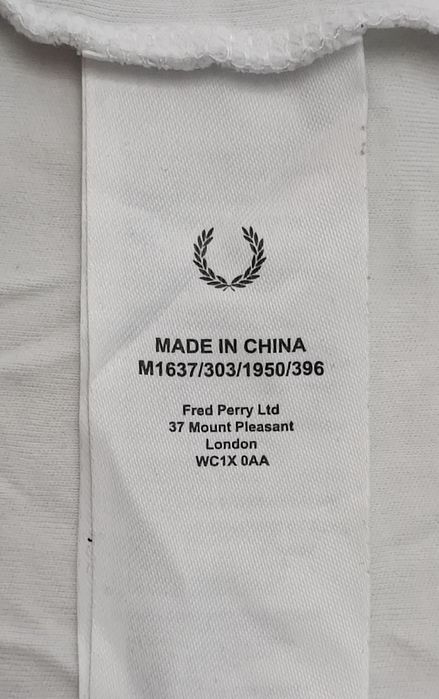 MADE IN CHINA
M1637/303/1950/396
Fred Perry Ltd
37 Mount Pleasant
London
WC1X 0AA